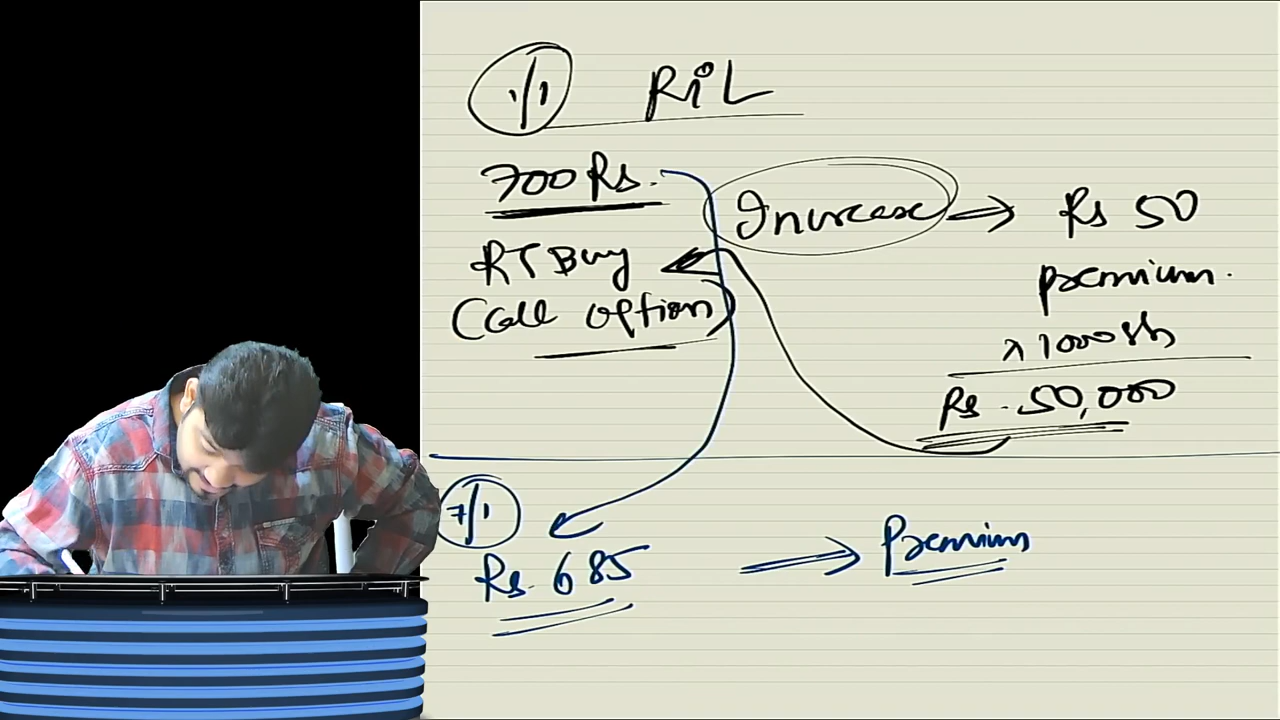 1/1 RIL
700 Rs.
Increase ⇒ Rs 50
premium.
x 1000 sh
Rs. 50,000
RT Buy
(Call option)
7/1
Rs. 685 ⇒ Premium